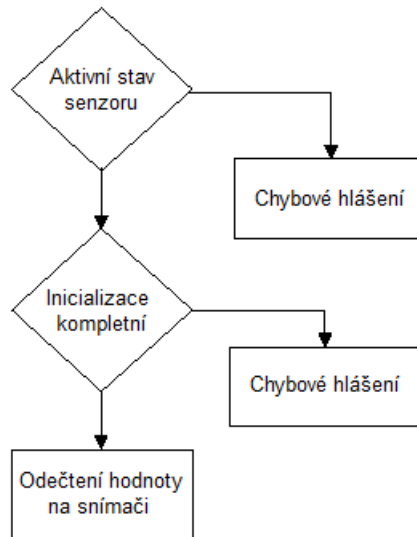 Aktivní stav
senzoru
Chybové hlášení
Inicializace
kompletní
Chybové hlášení
Odečtení hodnoty
na snímači